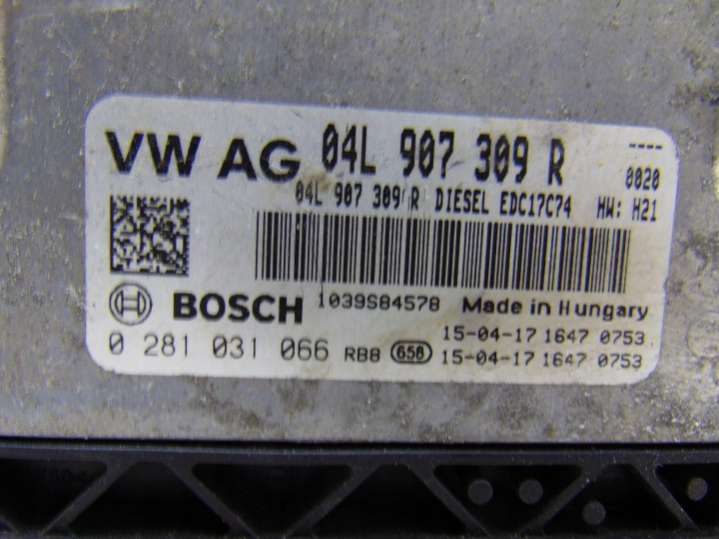 VW AG 04L 907 309 R ----
0020
04L 907 309 R DIESEL EDC17C74 HW: H21
BOSCH 1039S84578 Made in Hungary
15-04-17 1647 0753
0 281 031 066 RB8 656 15-04-17 1647 0753